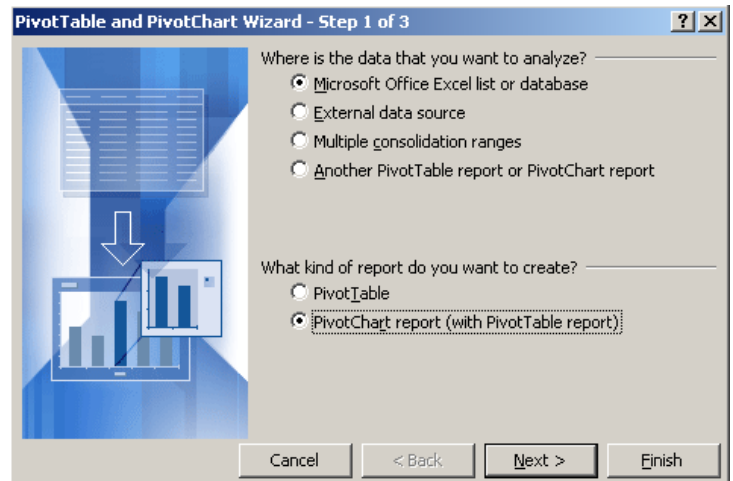 PivotTable and PivotChart Wizard - Step 1 of 3
Where is the data that you want to analyze?
Microsoft Office Excel list or database
External data source
Multiple consolidation ranges
Another PivotTable report or PivotChart report
What kind of report do you want to create?
PivotTable
PivotChart report (with PivotTable report)
Cancel < Back Next > Finish